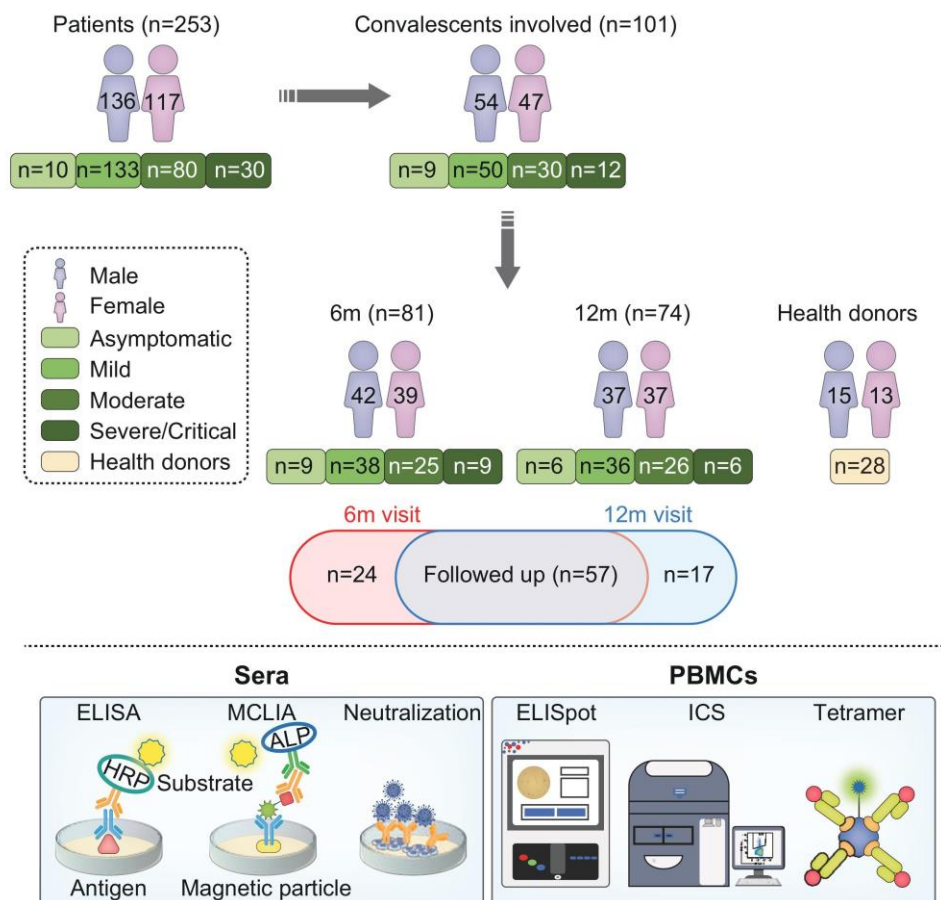 Patients (n=253)
Convalescents involved (n=101)
136 117
54 47
n=10 n=133 n=80 n=30
n=9 n=50 n=30 n=12
Male
Female
Asymptomatic
Mild
Moderate
Severe/Critical
Health donors
6m (n=81)
12m (n=74)
Health donors
42 39
37 37
15 13
n=9 n=38 n=25 n=9
n=6 n=36 n=26 n=6
n=28
6m visit
12m visit
n=24
Followed up (n=57)
n=17
Sera
ELISA
MCLIA
Neutralization
HRP
Substrate
ALP
Antigen
Magnetic particle
PBMCs
ELISpot
ICS
Tetramer